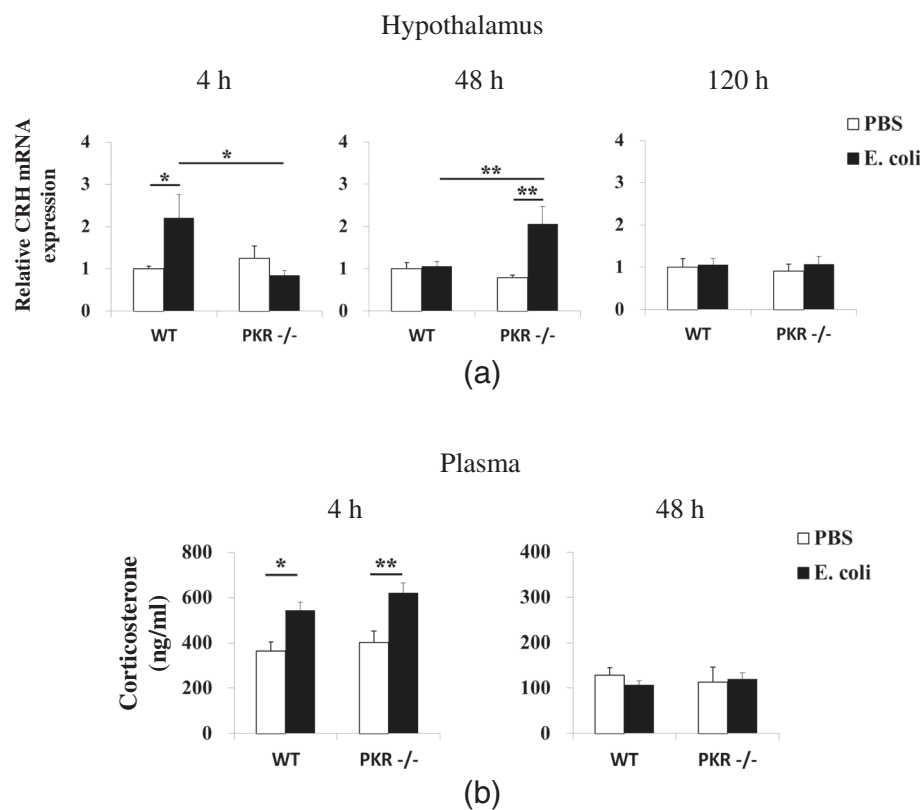 Hypothalamus
4 h
48 h
120 h
PBS
E. coli
Relative CRH mRNA
expression
4
3
2
1
0
*
*
WT
PKR -/-
4
3
2
1
0
**
**
WT
PKR -/-
4
3
2
1
0
WT
PKR -/-
(a)
Plasma
4 h
48 h
PBS
E. coli
Corticosterone
(ng/ml)
800
600
400
200
0
*
**
WT
PKR -/-
400
300
200
100
0
WT
PKR -/-
(b)